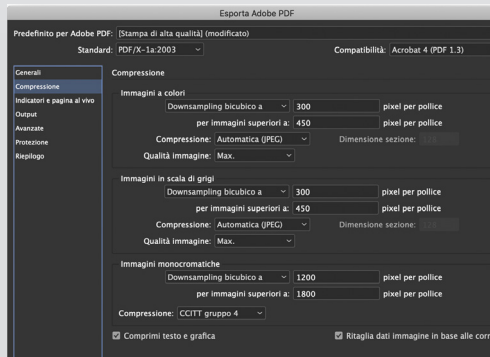 Esporta Adobe PDF
Predefinito per Adobe PDF: [Stampa di alta qualità] (modificato)
Standard: PDF/X-1a:2003 Compatibilità: Acrobat 4 (PDF 1.3)
Generali
Compressione
Indicatori e pagina al vivo
Output
Avanzate
Protezione
Riepilogo
Compressione
Immagini a colori
Downsampling bicubico a 300 pixel per pollice
per immagini superiori a: 450 pixel per pollice
Compressione: Automatica (JPEG) Dimensione sezione: 128
Qualità immagine: Max.
Immagini in scala di grigi
Downsampling bicubico a 300 pixel per pollice
per immagini superiori a: 450 pixel per pollice
Compressione: Automatica (JPEG) Dimensione sezione: 128
Qualità immagine: Max.
Immagini monocromatiche
Downsampling bicubico a 1200 pixel per pollice
per immagini superiori a: 1800 pixel per pollice
Compressione: CCITT gruppo 4
Comprimi testo e grafica Ritaglia dati immagine in base alle